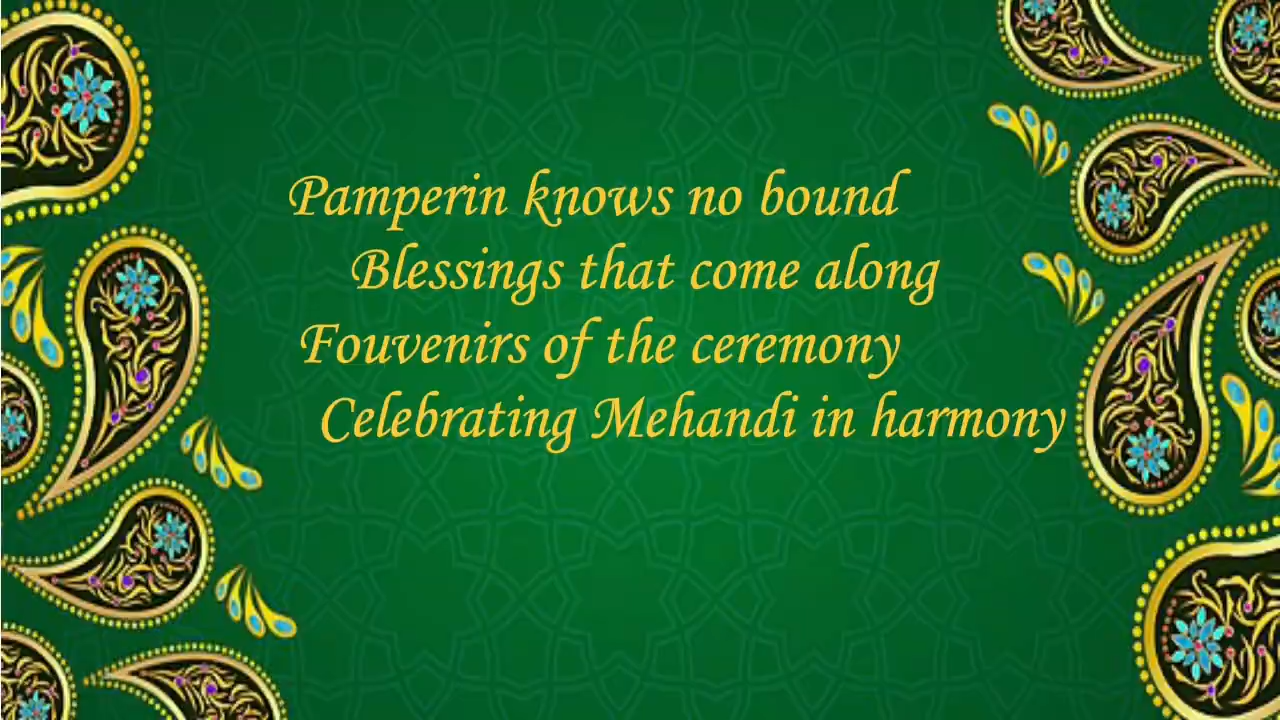 Pamperin knows no bound
Blessings that come along
Fouvenirs of the ceremony
Celebrating Mehandi in harmony